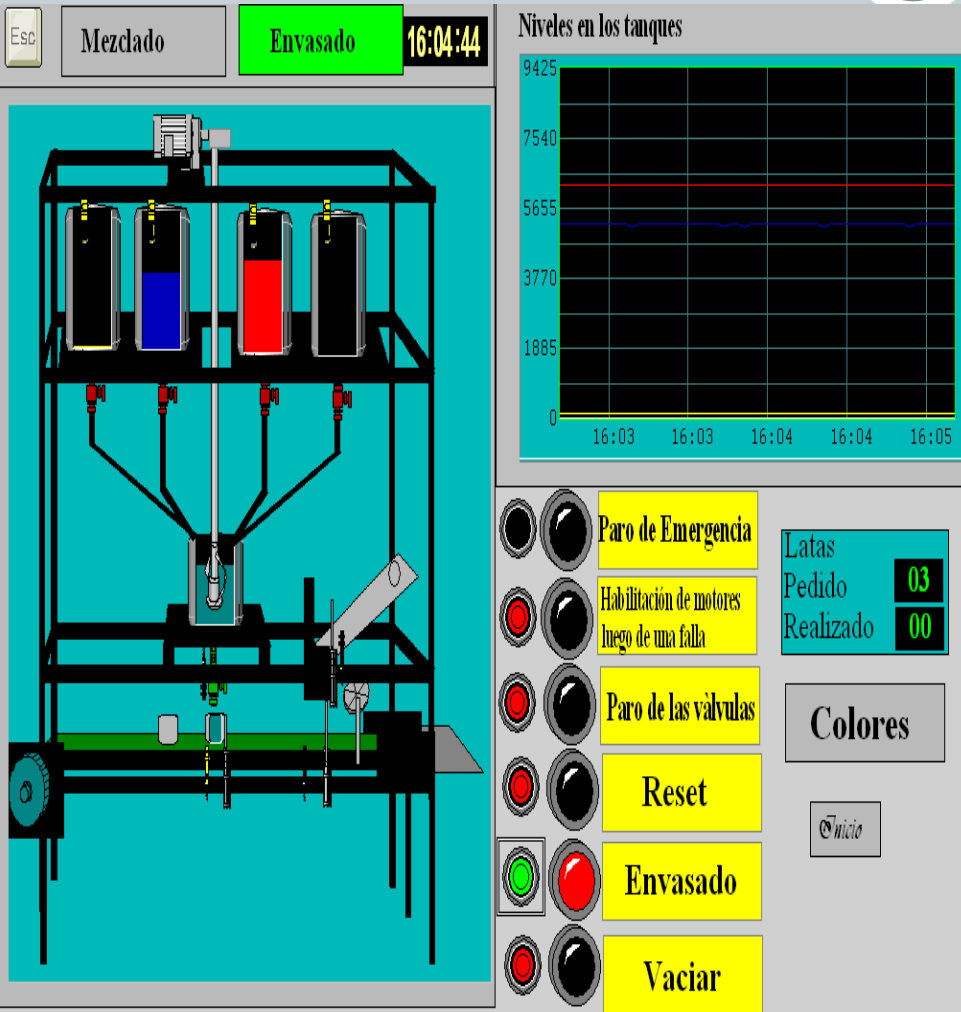 Esc
Mezclado
Envasado
16:04:44
Niveles en los tanques
9425
7540
5655
3770
1885
0
16:03 16:03 16:04 16:04 16:05
Paro de Emergencia
Habilitación de motores
luego de una falla
Paro de las vàlvulas
Reset
Envasado
Vaciar
Latas
Pedido 03
Realizado 00
Colores
Inicio